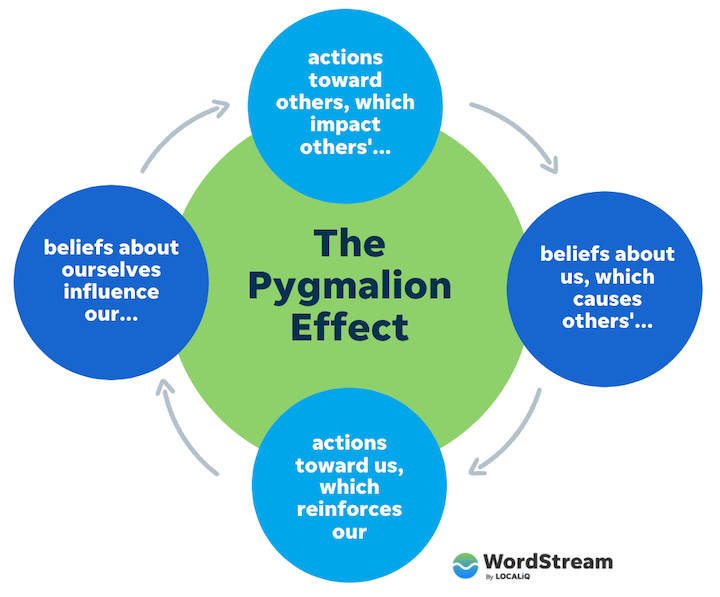 actions
toward
others, which
impact
others'...
beliefs about
ourselves
influence
our...
The
Pygmalion
Effect
beliefs about
us, which
causes
others'...
actions
toward us,
which
reinforces
our
WordStream
By LOCALiQ